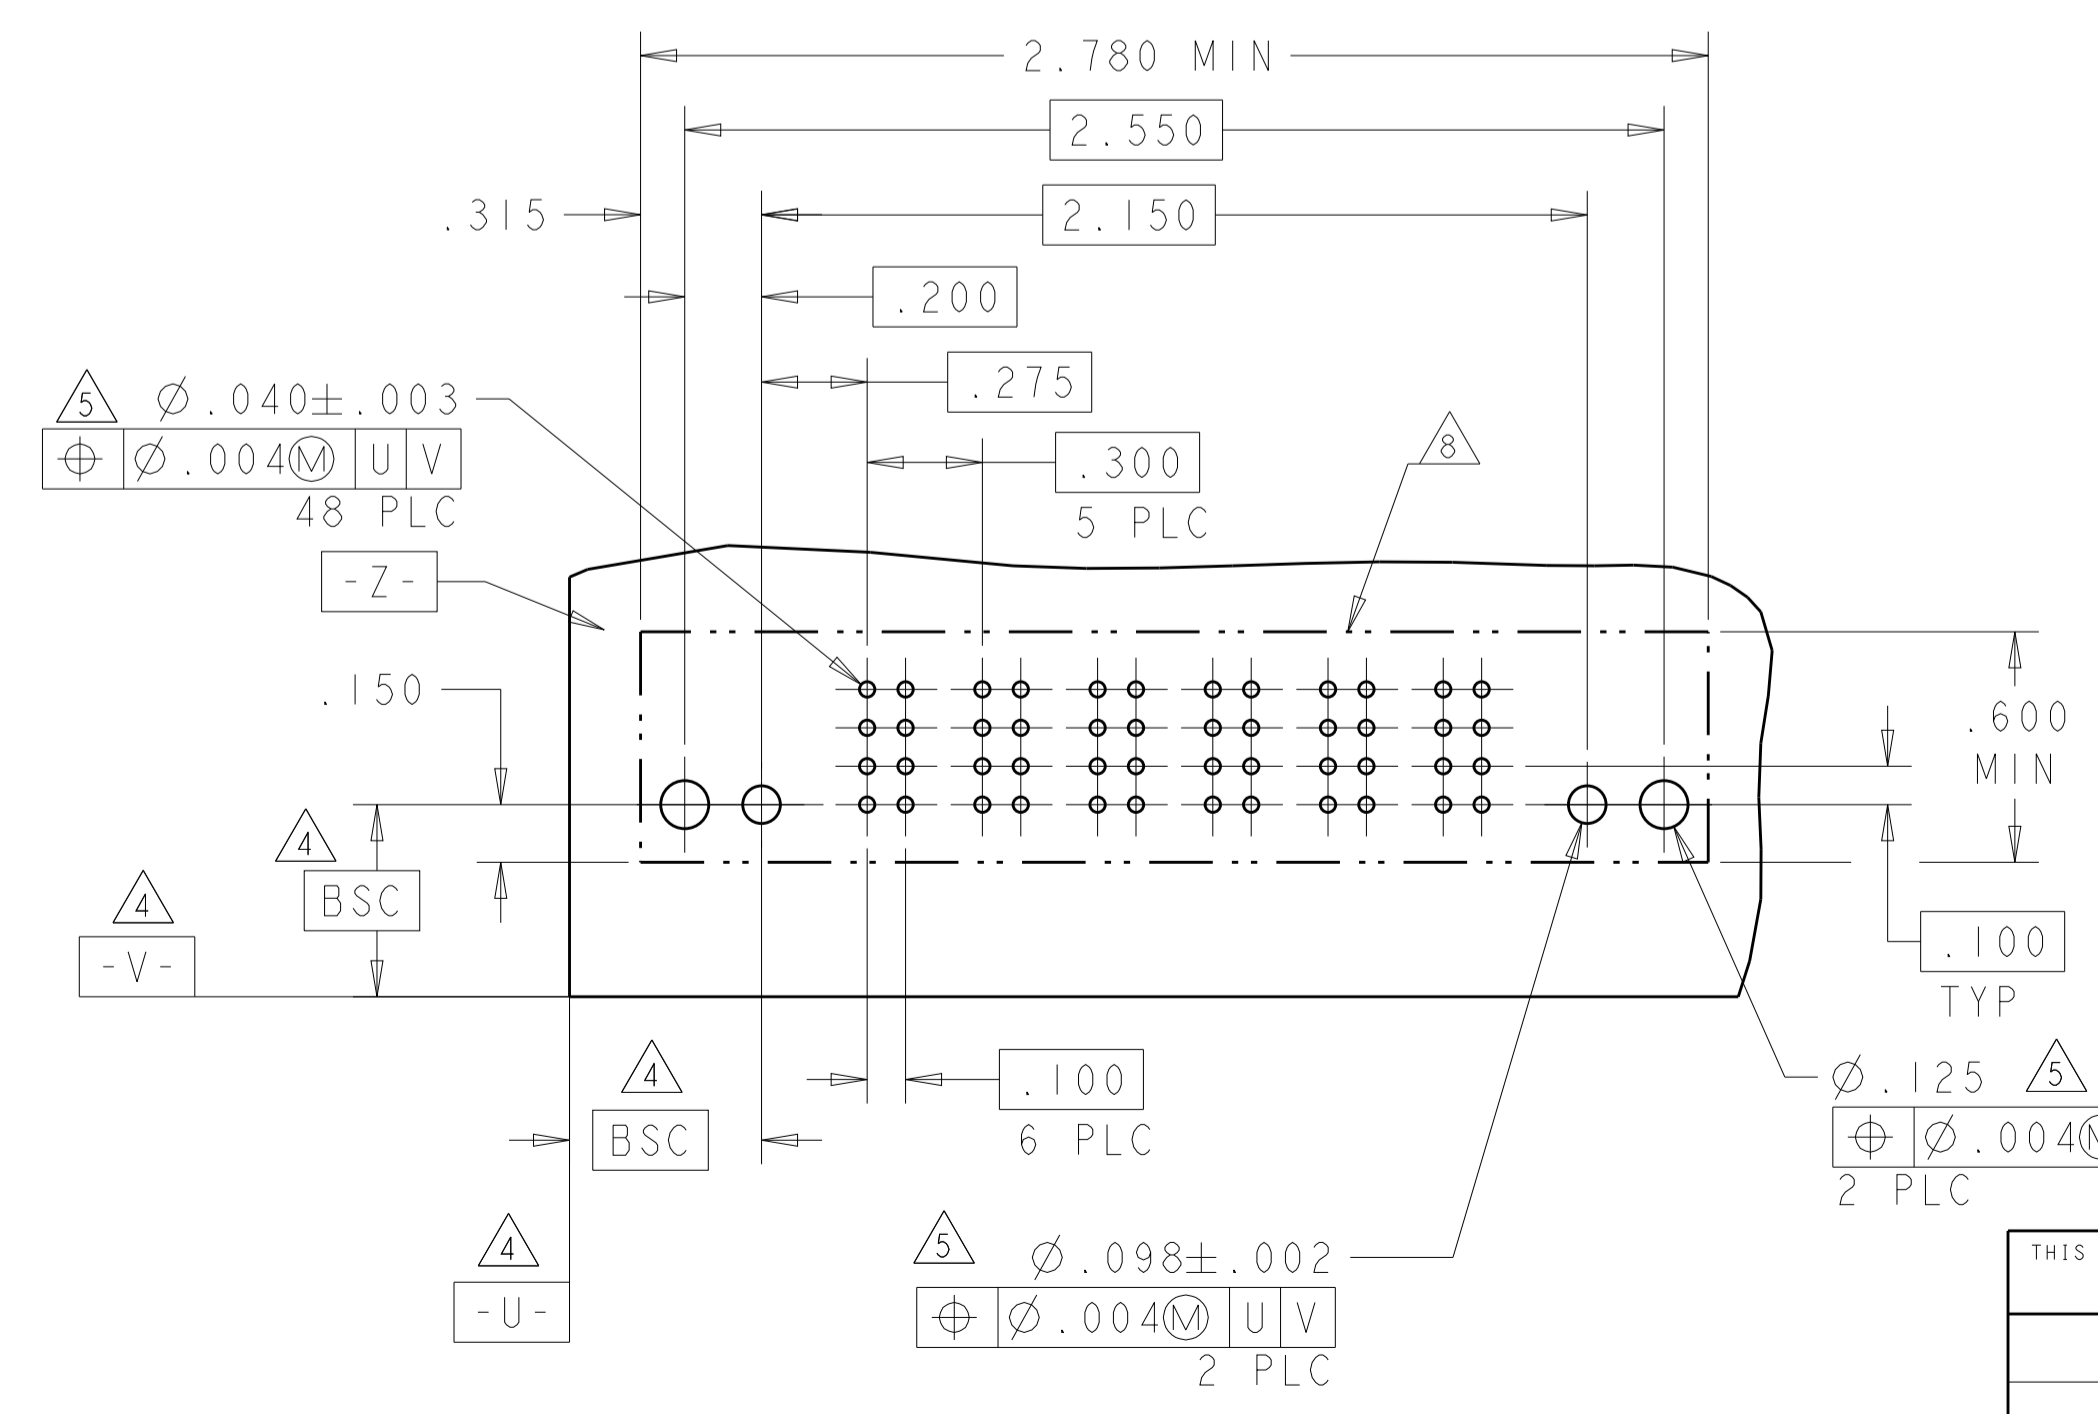 2.780 MIN
2.550
.315
2.150
.200
.275
5 Ø.040±.003
⌖ Ø.004Ⓜ U V
48 PLC
.300
5 PLC
8
-Z-
.150
.600
MIN
4
BSC
4
-V-
.100
TYP
4
BSC
.100
6 PLC
Ø.125 5
⌖ Ø.004Ⓜ
2 PLC
4
-U-
5 Ø.098±.002
⌖ Ø.004Ⓜ U V
2 PLC
THIS